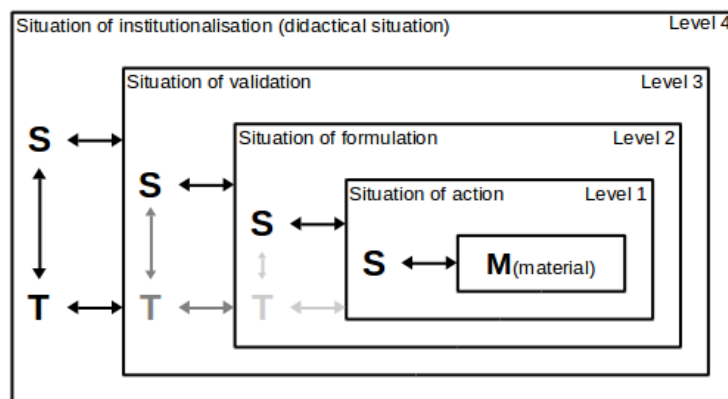 Situation of institutionalisation (didactical situation) Level 4
Situation of validation Level 3
Situation of formulation Level 2
Situation of action Level 1
S
S
S
S
M(material)
T
T
T